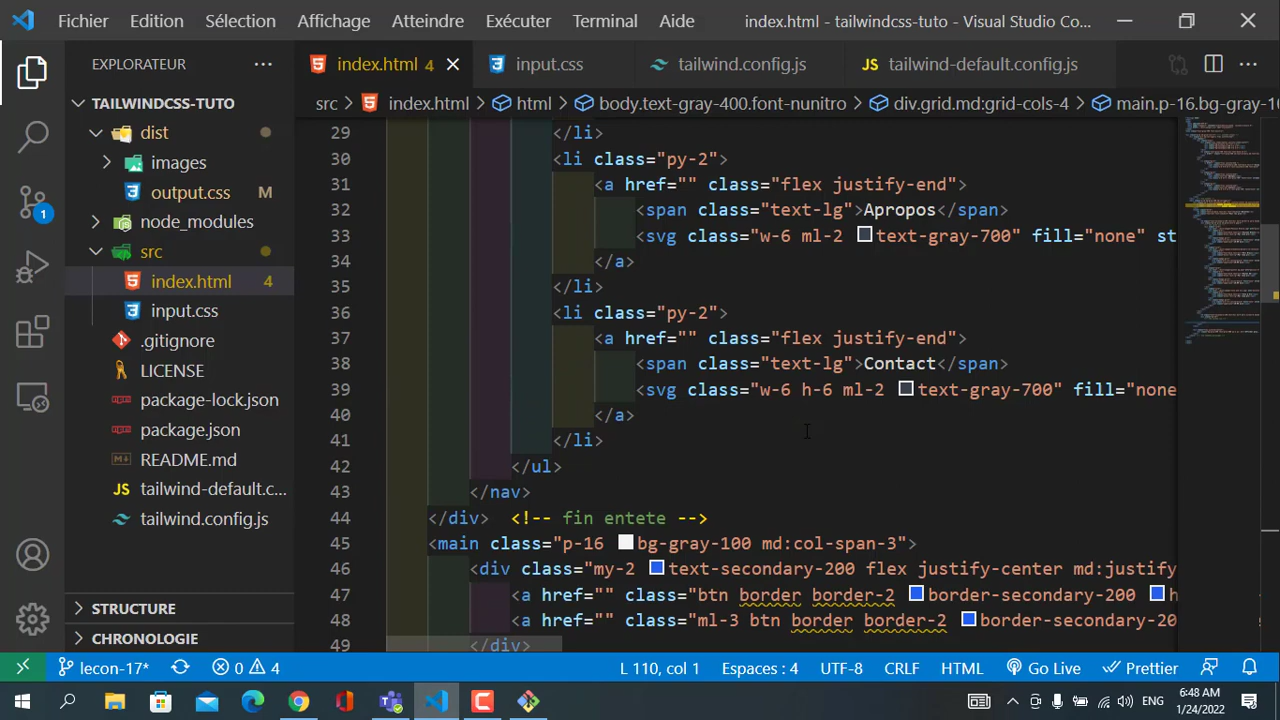 Fichier Edition Sélection Affichage Atteindre Exécuter Terminal Aide index.html - tailwindcss-tuto - Visual Studio Co...
EXPLORATEUR
index.html 4 input.css tailwind.config.js JS tailwind-default.config.js
src > index.html > html > body.text-gray-400.font-nunitro > div.grid.md:grid-cols-4 > main.p-16.bg-gray-10
TAILWINDCSS-TUTO
dist
images
output.css M
node_modules
src
index.html 4
input.css
.gitignore
LICENSE
package-lock.json
package.json
README.md
JS tailwind-default.c...
tailwind.config.js
STRUCTURE
CHRONOLOGIE
1
29 </li>
30 <li class="py-2">
31 <a href="" class="flex justify-end">
32 <span class="text-lg">Apropos</span>
33 <svg class="w-6 ml-2 text-gray-700" fill="none" st
34 </a>
35 </li>
36 <li class="py-2">
37 <a href="" class="flex justify-end">
38 <span class="text-lg">Contact</span>
39 <svg class="w-6 h-6 ml-2 text-gray-700" fill="none
40 </a>
41 </li>
42 </ul>
43 </nav>
44 </div> <!-- fin entete -->
45 <main class="p-16 bg-gray-100 md:col-span-3">
46 <div class="my-2 text-secondary-200 flex justify-center md:justify
47 <a href="" class="btn border border-2 border-secondary-200 h
48 <a href="" class="ml-3 btn border border-2 border-secondary-20
49 </div>
lecon-17* 0 4 L 110, col 1 Espaces : 4 UTF-8 CRLF HTML Go Live Prettier
ENG 6:48 AM
1/24/2022